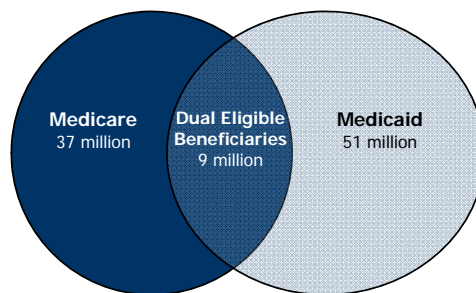 Medicare
37 million
Dual Eligible
Beneficiaries
9 million
Medicaid
51 million